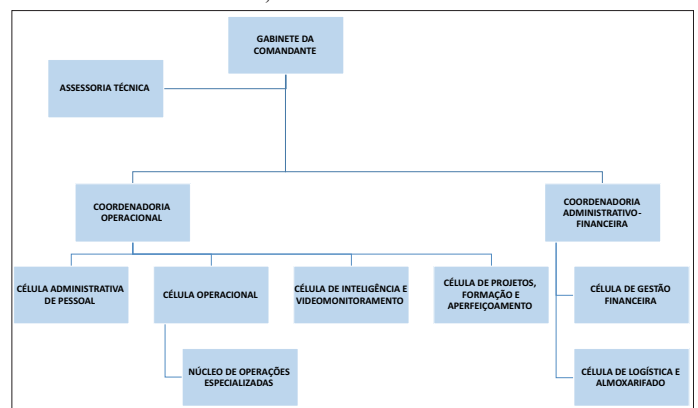 GABINETE DA
COMANDANTE
ASSESSORIA TÉCNICA
COORDENADORIA
OPERACIONAL
COORDENADORIA
ADMINISTRATIVO-
FINANCEIRA
CÉLULA ADMINISTRATIVA
DE PESSOAL
CÉLULA OPERACIONAL
CÉLULA DE INTELIGÊNCIA E
VIDEOMONITORAMENTO
CÉLULA DE PROJETOS,
FORMAÇÃO E
APERFEIÇOAMENTO
CÉLULA DE GESTÃO
FINANCEIRA
NÚCLEO DE OPERAÇÕES
ESPECIALIZADAS
CÉLULA DE LOGÍSTICA E
ALMOXARIFADO